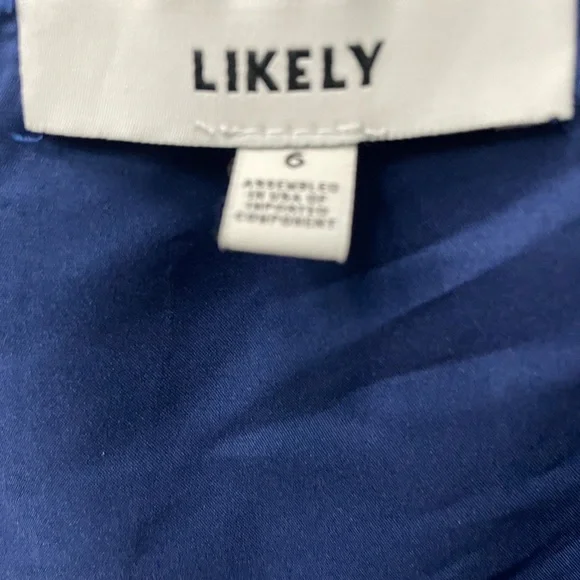 LIKELY
6
ASSEMBLED
IN USA OF
IMPORTED
COMPONENT